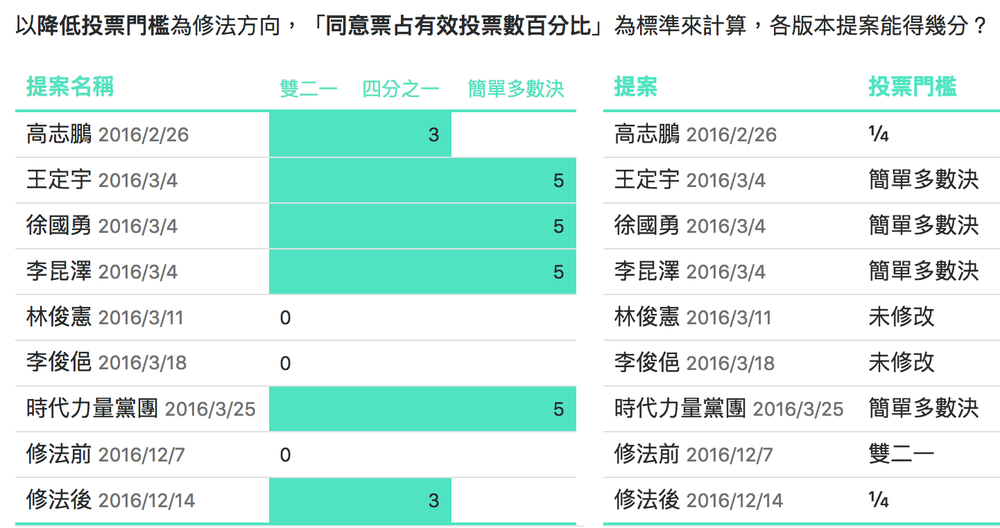 以降低投票門檻為修法方向，「同意票占有效投票數百分比」為標準來計算，各版本提案能得幾分？
提案名稱 雙二一 四分之一 簡單多數決
高志鵬 2016/2/26 3
王定宇 2016/3/4 5
徐國勇 2016/3/4 5
李昆澤 2016/3/4 5
林俊憲 2016/3/11 0
李俊俋 2016/3/18 0
時代力量黨團 2016/3/25 5
修法前 2016/12/7 0
修法後 2016/12/14 3
提案 投票門檻
高志鵬 2016/2/26 ¼
王定宇 2016/3/4 簡單多數決
徐國勇 2016/3/4 簡單多數決
李昆澤 2016/3/4 簡單多數決
林俊憲 2016/3/11 未修改
李俊俋 2016/3/18 未修改
時代力量黨團 2016/3/25 簡單多數決
修法前 2016/12/7 雙二一
修法後 2016/12/14 ¼